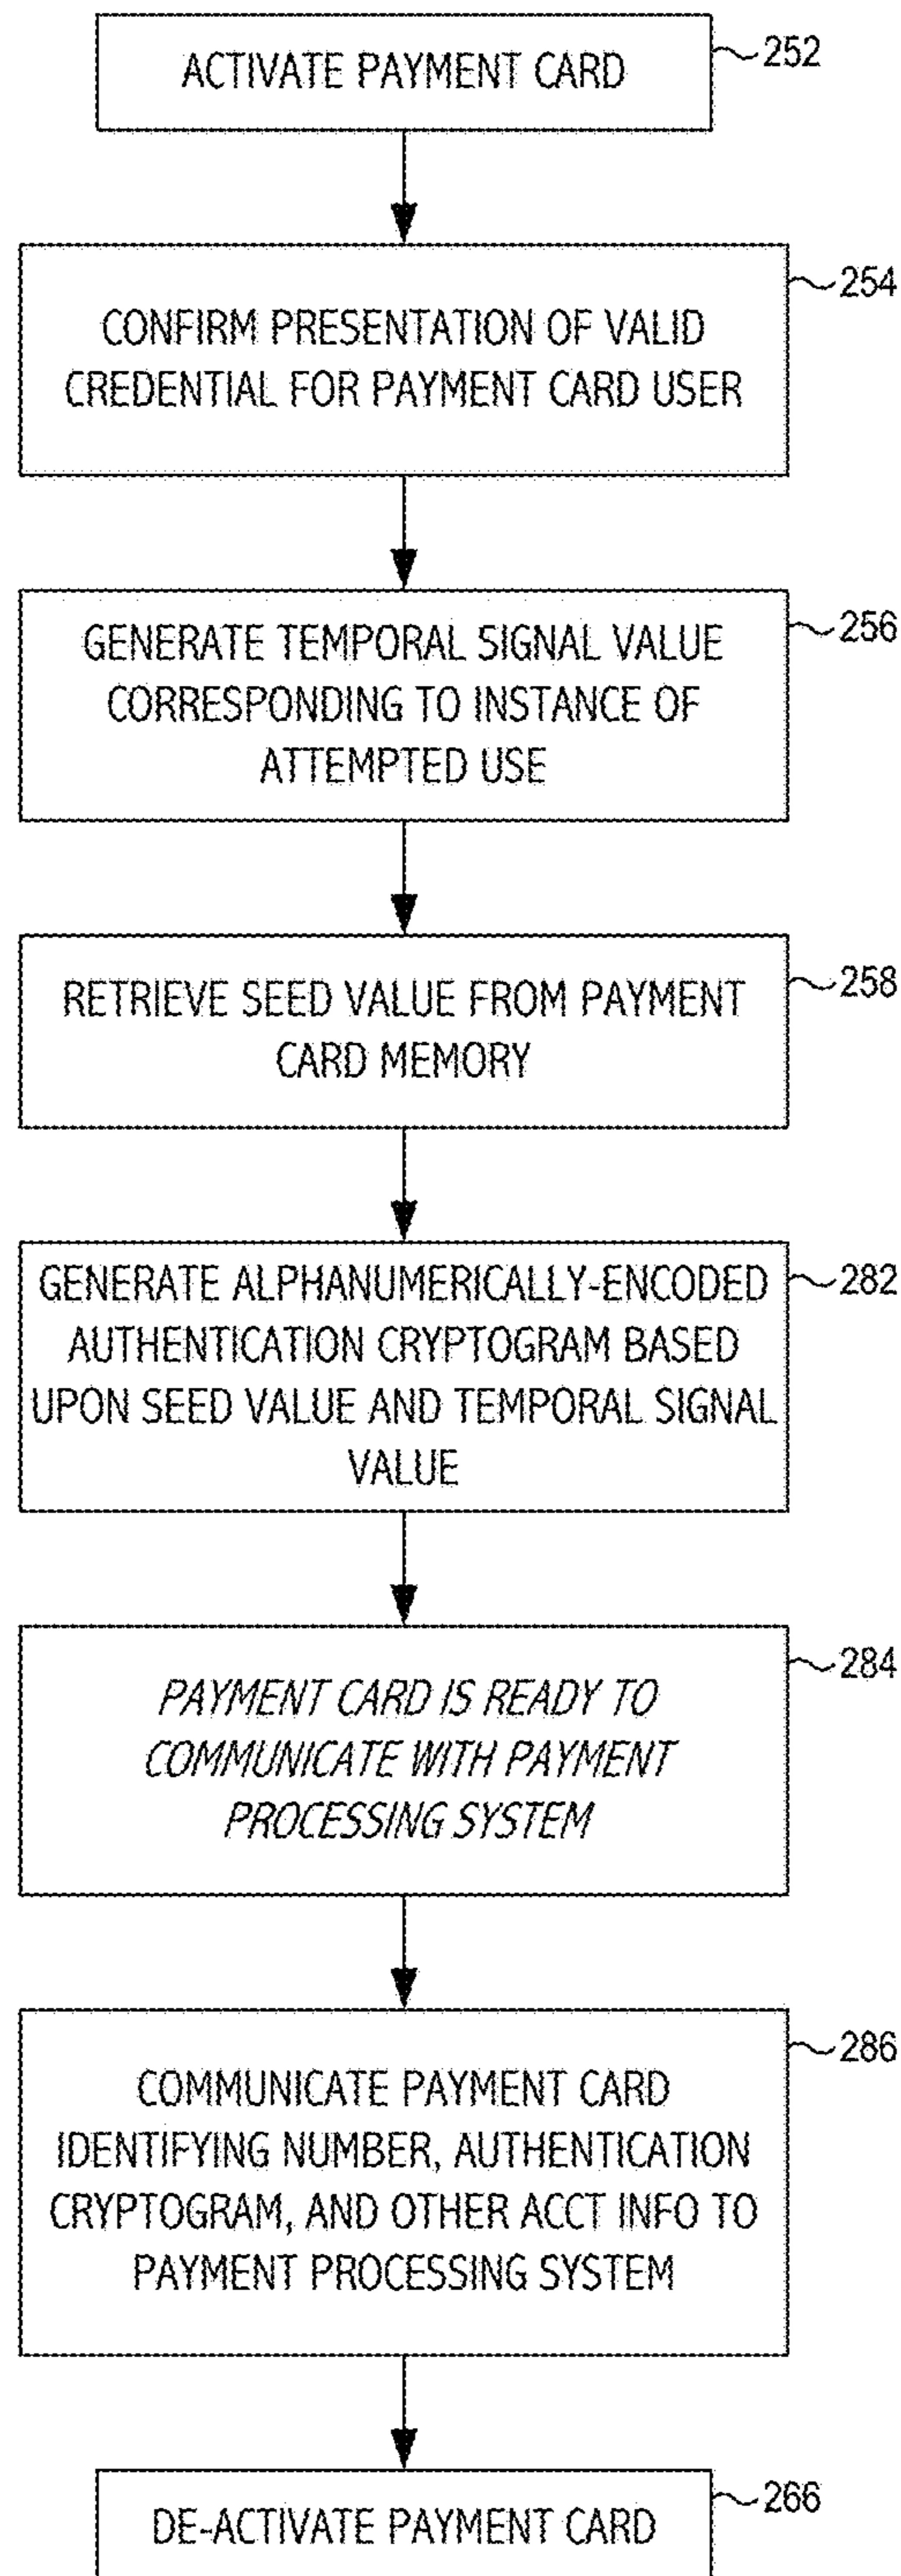 ACTIVATE PAYMENT CARD
252
CONFIRM PRESENTATION OF VALID
CREDENTIAL FOR PAYMENT CARD USER
254
GENERATE TEMPORAL SIGNAL VALUE
CORRESPONDING TO INSTANCE OF
ATTEMPTED USE
256
RETRIEVE SEED VALUE FROM PAYMENT
CARD MEMORY
258
GENERATE ALPHANUMERICALLY-ENCODED
AUTHENTICATION CRYPTOGRAM BASED
UPON SEED VALUE AND TEMPORAL SIGNAL
VALUE
282
PAYMENT CARD IS READY TO
COMMUNICATE WITH PAYMENT
PROCESSING SYSTEM
284
COMMUNICATE PAYMENT CARD
IDENTIFYING NUMBER, AUTHENTICATION
CRYPTOGRAM, AND OTHER ACCT INFO TO
PAYMENT PROCESSING SYSTEM
286
DE-ACTIVATE PAYMENT CARD
266